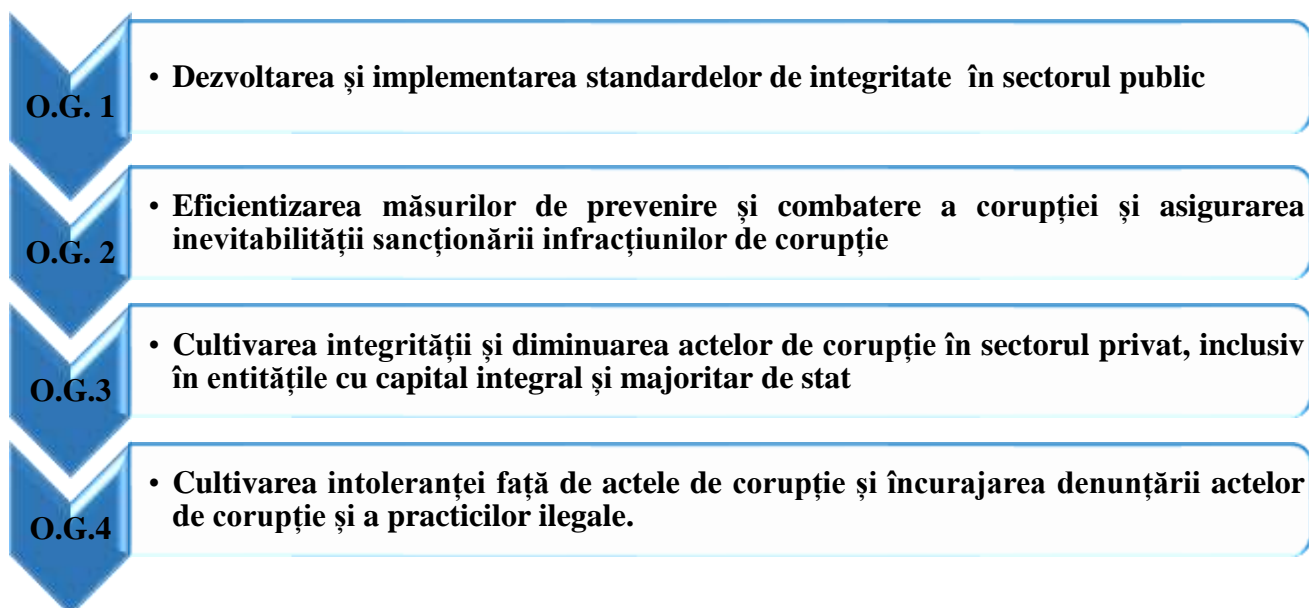 • Dezvoltarea și implementarea standardelor de integritate în sectorul public
O.G. 1
• Eficientizarea măsurilor de prevenire și combatere a corupției și asigurarea
inevitabilității sancționării infracțiunilor de corupție
O.G. 2
• Cultivarea integrității și diminuarea actelor de corupție în sectorul privat, inclusiv
în entitățile cu capital integral și majoritar de stat
O.G.3
• Cultivarea intoleranței față de actele de corupție și încurajarea denunțării actelor
de corupție și a practicilor ilegale.
O.G.4